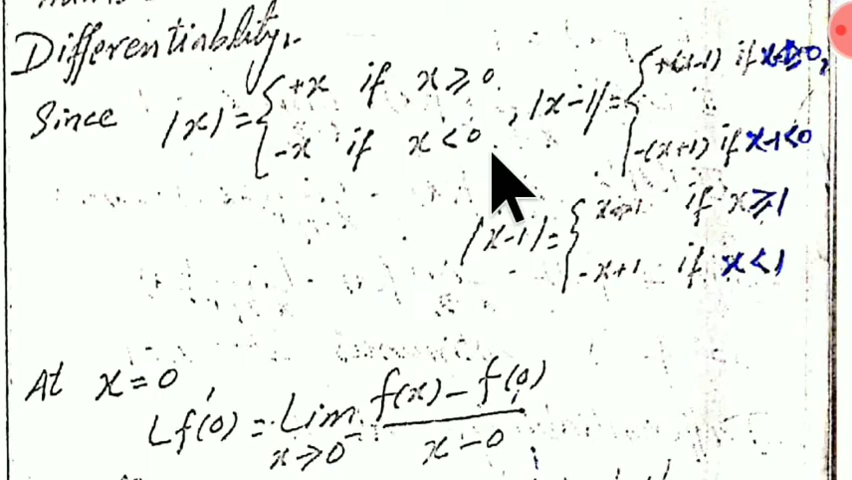 Differentiability.
Since |x| = { +x if x ≥ 0, -x if x < 0 , |x-1| = { +(x-1) if x-1 ≥ 0, -(x+1) if x-1 < 0
|x-1| = { x-1 if x ≥ 1, -x+1 if x < 1
At x = 0,
Lf'(0) = Lim x→0⁻ f(x) - f(0) / x - 0